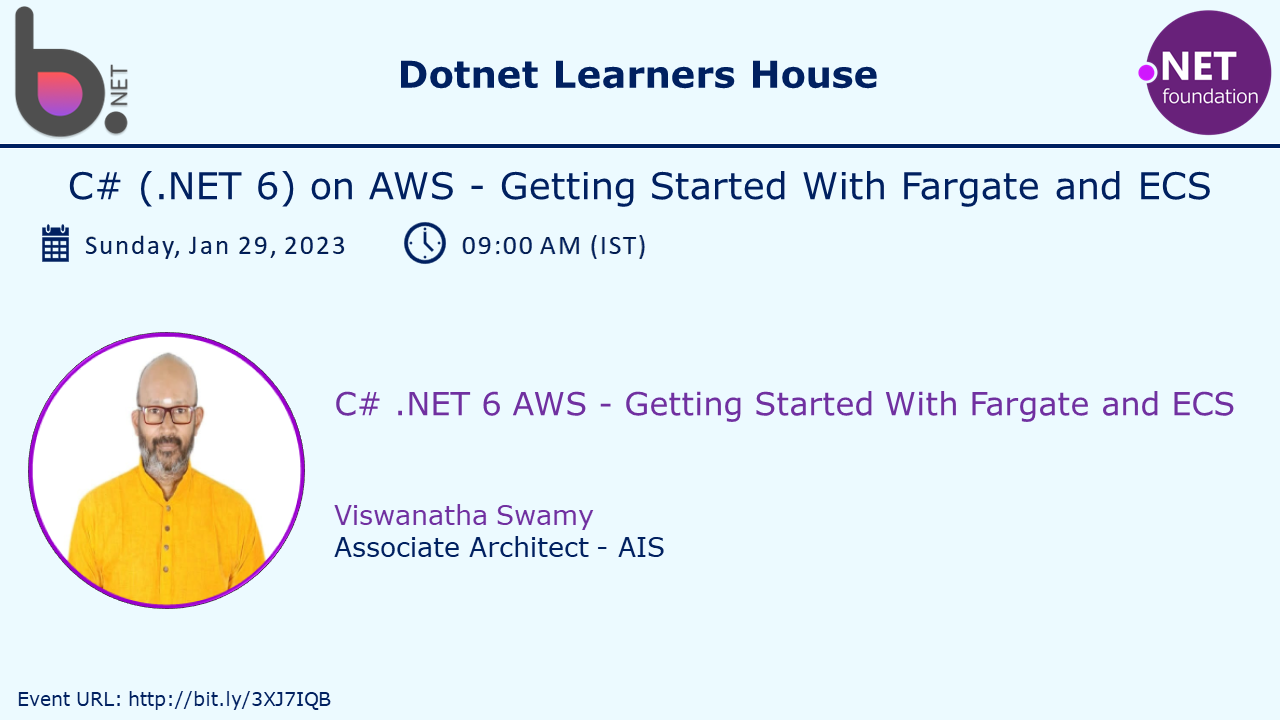 b.NET
Dotnet Learners House
.NET
foundation
C# (.NET 6) on AWS - Getting Started With Fargate and ECS
Sunday, Jan 29, 2023
09:00 AM (IST)
C# .NET 6 AWS - Getting Started With Fargate and ECS
Viswanatha Swamy
Associate Architect - AIS
Event URL: http://bit.ly/3XJ7IQB